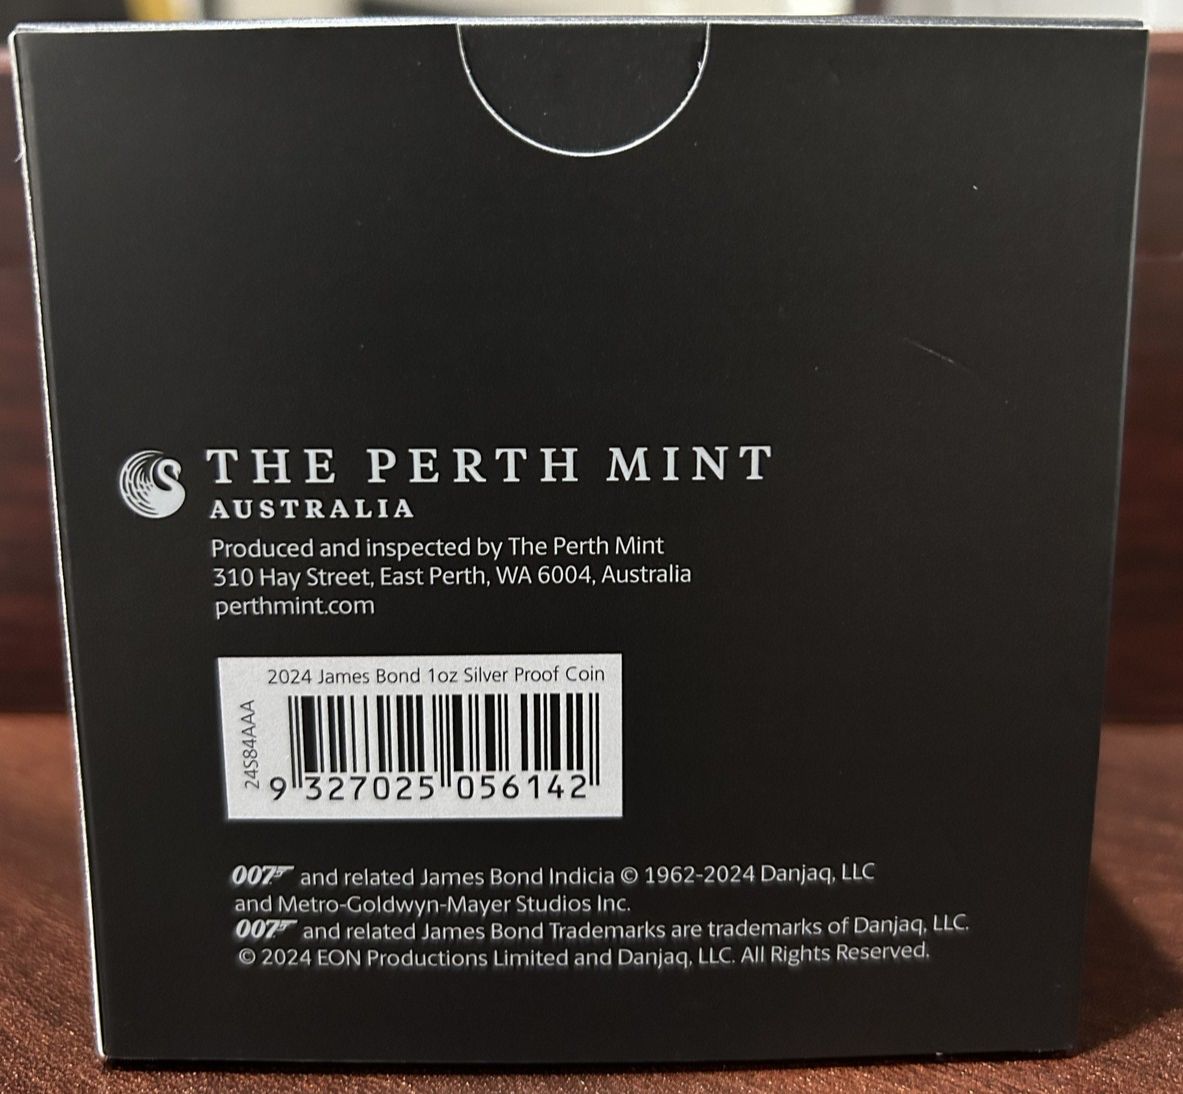 THE PERTH MINT
AUSTRALIA
Produced and inspected by The Perth Mint
310 Hay Street, East Perth, WA 6004, Australia
perthmint.com
2024 James Bond 1oz Silver Proof Coin
24S84AAA
9 327025 056142
007 and related James Bond Indicia © 1962-2024 Danjaq, LLC
and Metro-Goldwyn-Mayer Studios Inc.
007 and related James Bond Trademarks are trademarks of Danjaq, LLC.
© 2024 EON Productions Limited and Danjaq, LLC. All Rights Reserved.